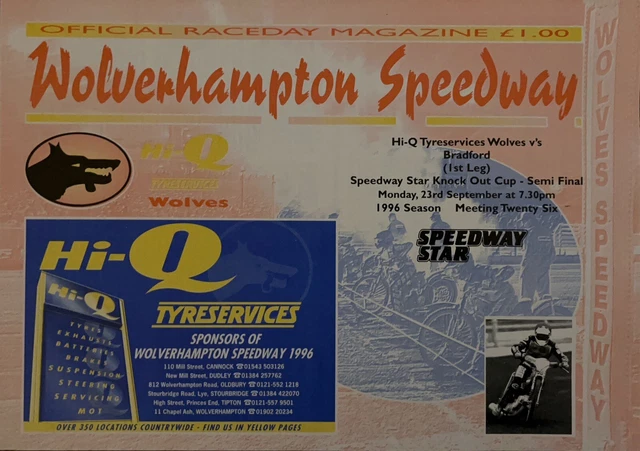 OFFICIAL RACEDAY MAGAZINE £1.00
Wolverhampton Speedway
WOLVES SPEEDWAY
Hi-Q
TYRESERVICES
Wolves
Hi-Q Tyreservices Wolves v's
Bradford
(1st Leg)
Speedway Star Knock Out Cup - Semi Final
Monday, 23rd September at 7.30pm
1996 Season Meeting Twenty Six
SPEEDWAY
STAR
Hi-Q
TYRESERVICES
Hi-Q
TYRES
EXHAUSTS
BATTERIES
BRAKE
SUSPENSION
STEERING
SERVICING
MOT
SPONSORS OF
WOLVERHAMPTON SPEEDWAY 1996
110 Mill Street, CANNOCK ☎01543 503126
New Mill Street, DUDLEY ☎01384 257762
812 Wolverhampton Road, OLDBURY ☎0121-552 1218
Stourbridge Road, Lye, STOURBRIDGE ☎01384 422070
High Street, Princes End, TIPTON ☎0121-557 9501
11 Chapel Ash, WOLVERHAMPTON ☎01902 20234
OVER 350 LOCATIONS COUNTRYWIDE - FIND US IN YELLOW PAGES